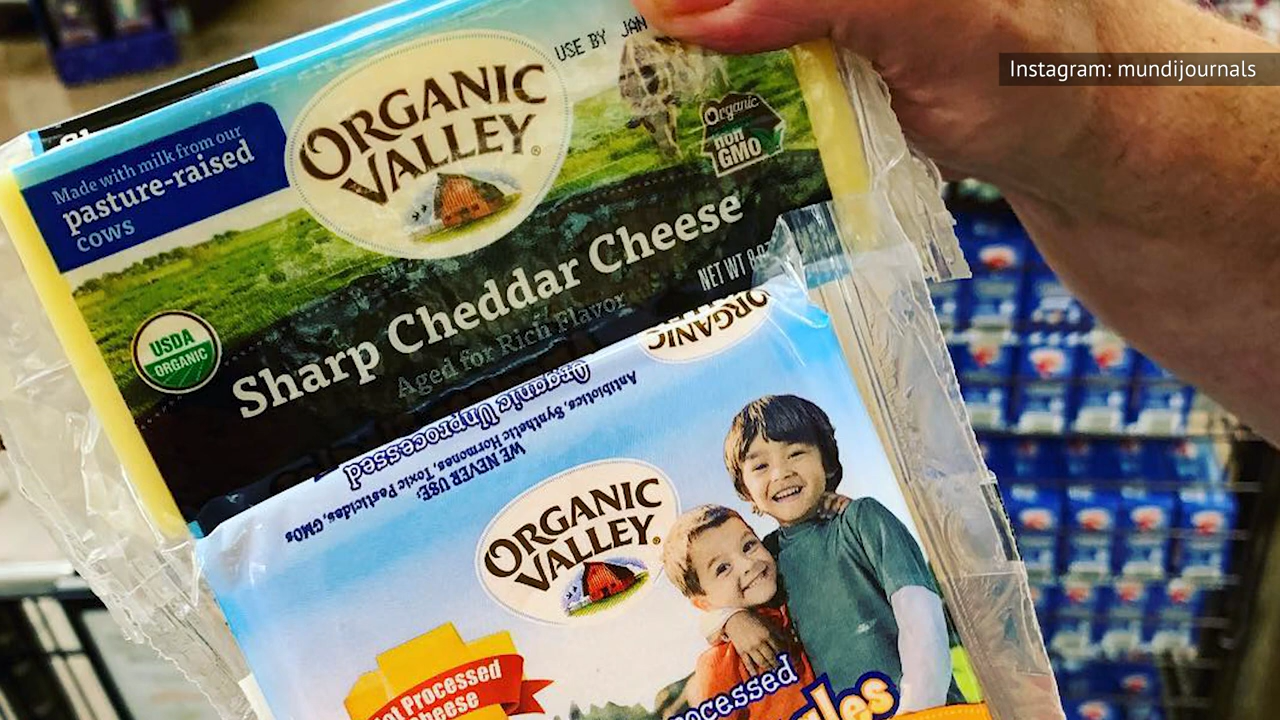 Instagram: mundijournals
USE BY JAN
Made with milk from our
pasture-raised
cows
ORGANIC
VALLEY®
Organic
non
GMO
USDA
ORGANIC
Sharp Cheddar Cheese
Aged for Rich Flavor
NET WT
ORGANIC
Organic Unprocessed
WE NEVER USE:
Antibiotics, Synthetic Hormones, Toxic Pesticides, GMOs
ORGANIC
VALLEY®
Not Processed
Cheese